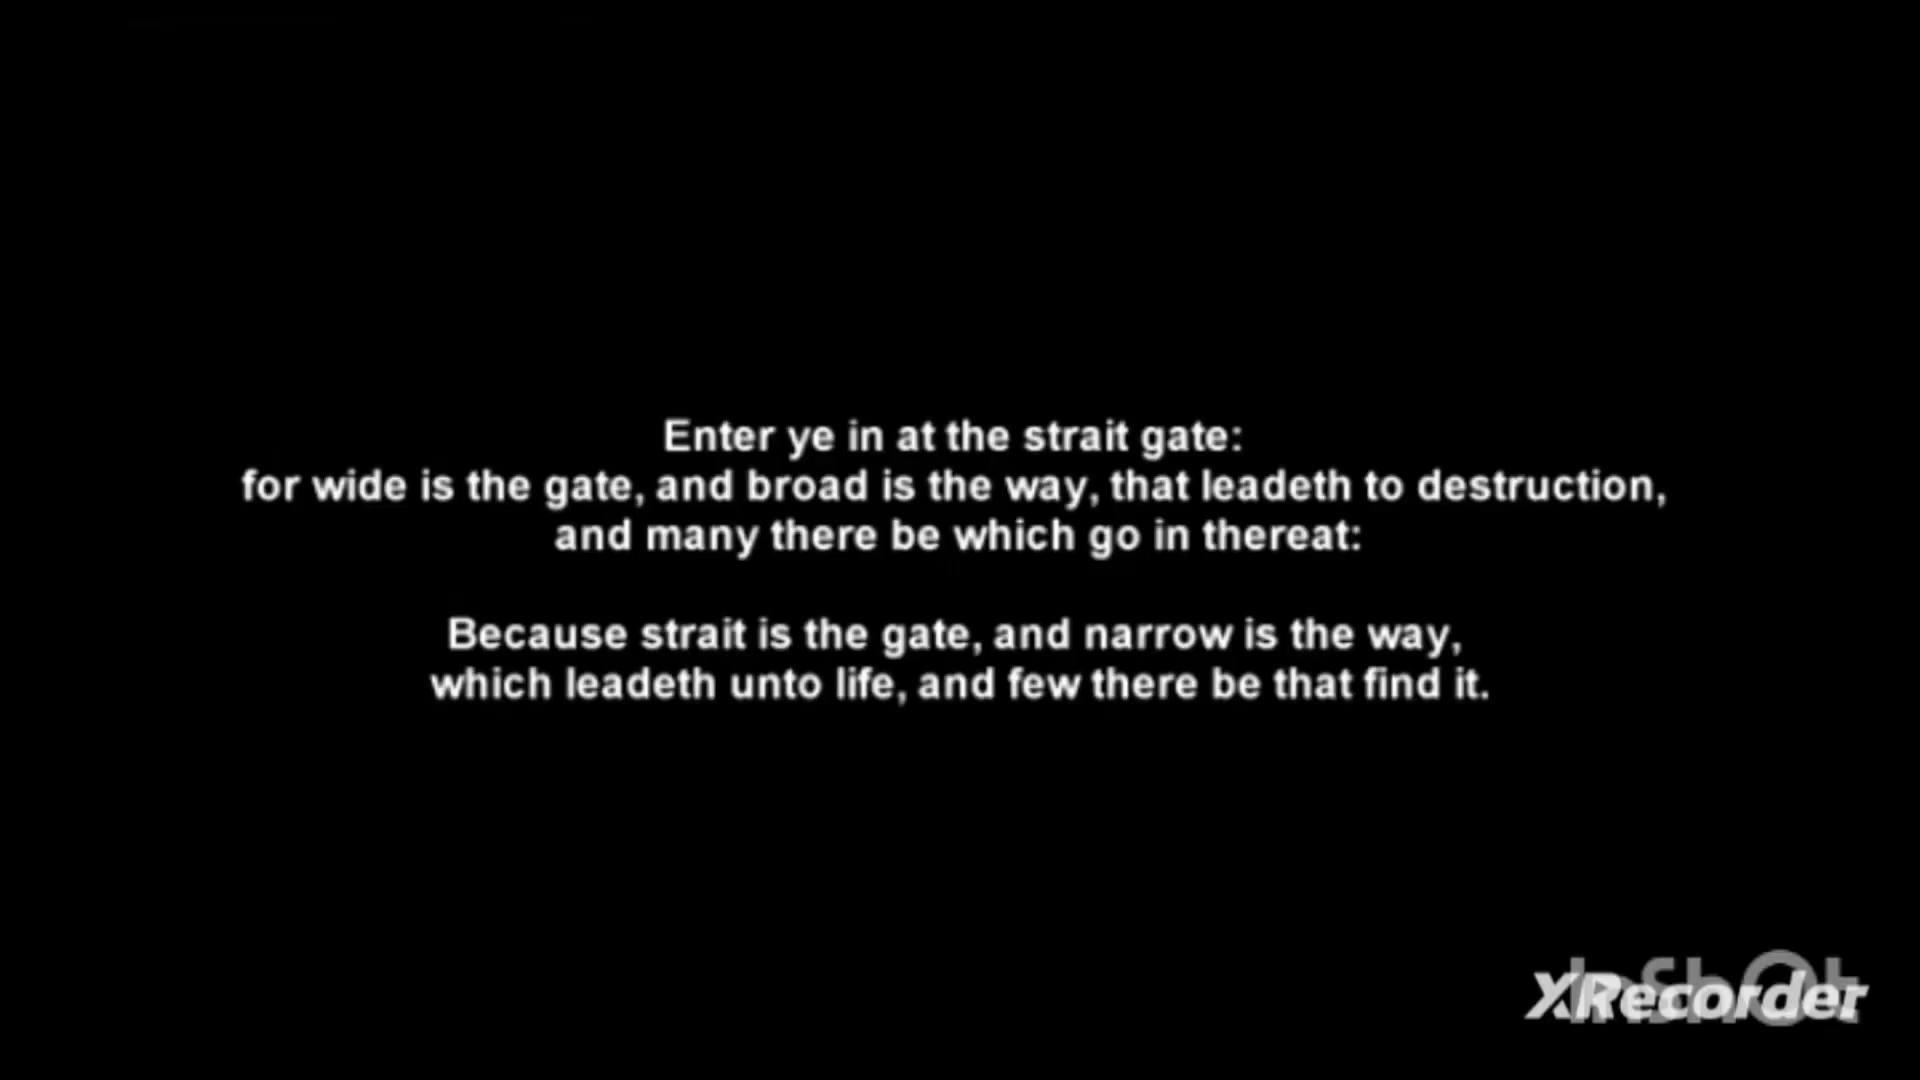 Enter ye in at the strait gate:
for wide is the gate, and broad is the way, that leadeth to destruction,
and many there be which go in thereat:
Because strait is the gate, and narrow is the way,
which leadeth unto life, and few there be that find it.
InShot
XRecorder